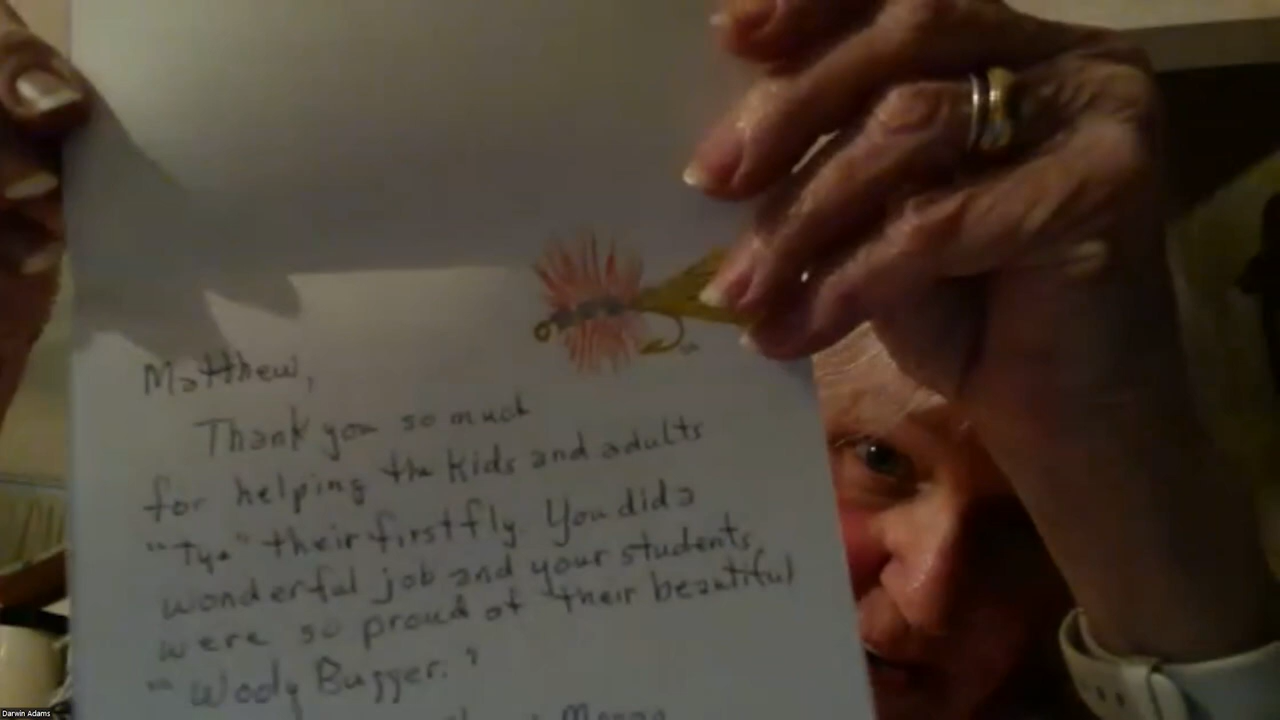 Matthew,
Thank you so much
for helping the kids and adults
"Tye" their first fly. You did a
wonderful job and your students
were so proud of their beautiful
"Wooly Bugger."
Darwin Adams